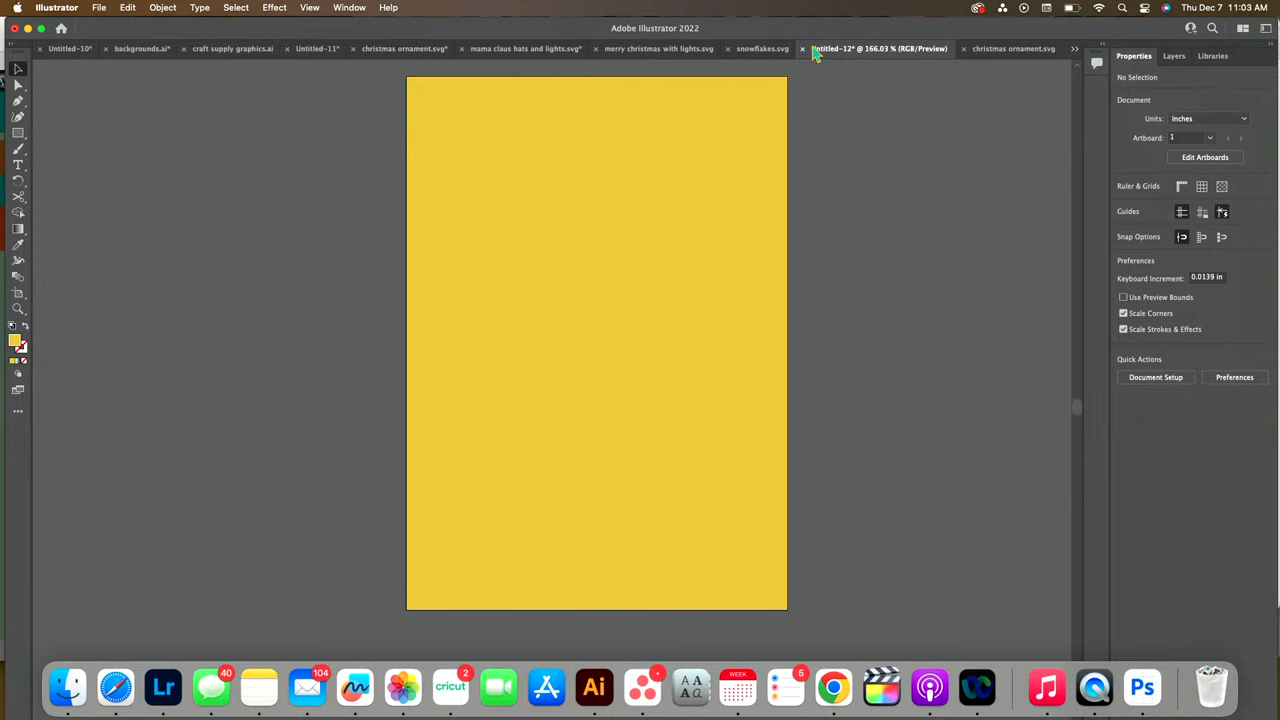 Illustrator File Edit Object Type Select Effect View Window Help Thu Dec 7 11:03 AM
Adobe Illustrator 2022
× Untitled-10* × backgrounds.ai* × craft supply graphics.ai × Untitled-11* × christmas ornament.svg* × mama claus hats and lights.svg* × merry christmas with lights.svg × snowflakes.svg × Untitled-12* @ 166.03 % (RGB/Preview) × christmas ornament.svg >>
Properties Layers Libraries
No Selection
Document
Units: Inches
Artboard: 1
Edit Artboards
Ruler & Grids
Guides
Snap Options
Preferences
Keyboard Increment: 0.0139 in
Use Preview Bounds
Scale Corners
Scale Strokes & Effects
Quick Actions
Document Setup Preferences
Lr 40 104 cricut 2 Ai AA Aa WEEK 5 Ps